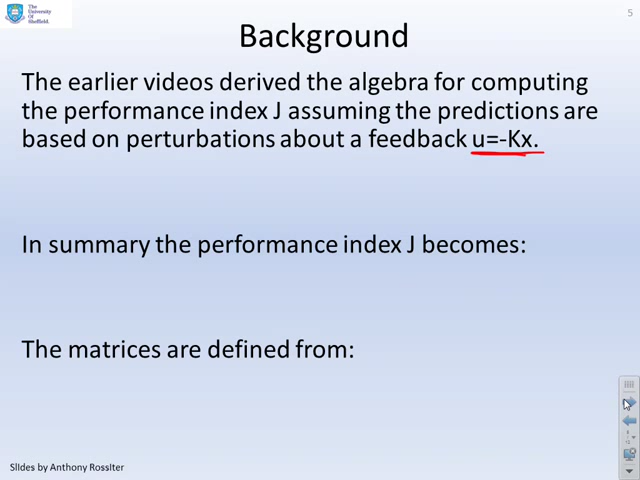 The
University
Of
Sheffield.
5
Background
The earlier videos derived the algebra for computing
the performance index J assuming the predictions are
based on perturbations about a feedback u=-Kx.
In summary the performance index J becomes:
The matrices are defined from:
Slides by Anthony Rossiter